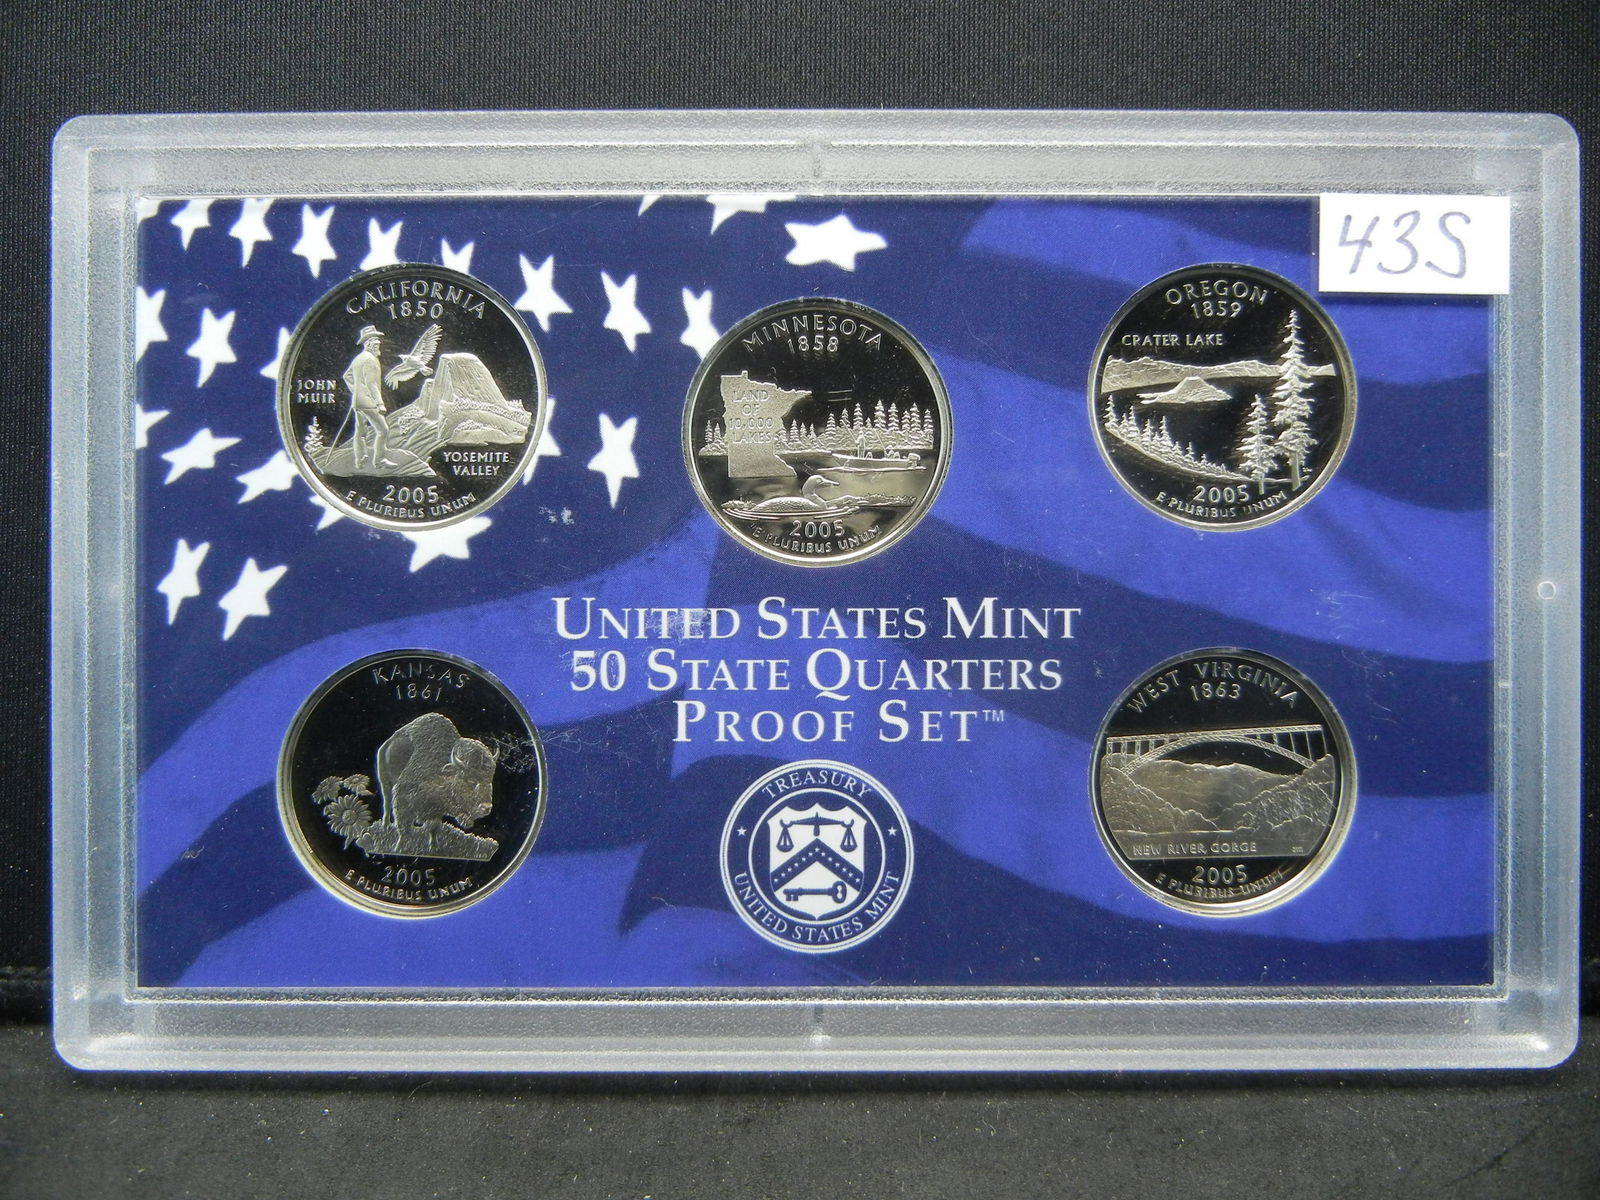 43S
CALIFORNIA
1850
JOHN
MUIR
YOSEMITE
VALLEY
2005
E PLURIBUS UNUM
MINNESOTA
1858
LAND
OF
10,000
LAKES
2005
E PLURIBUS UNUM
OREGON
1859
CRATER LAKE
2005
E PLURIBUS UNUM
UNITED STATES MINT
50 STATE QUARTERS
PROOF SET™
KANSAS
1861
2005
E PLURIBUS UNUM
TREASURY
UNITED STATES MINT
WEST VIRGINIA
1863
NEW RIVER GORGE
2005
E PLURIBUS UNUM